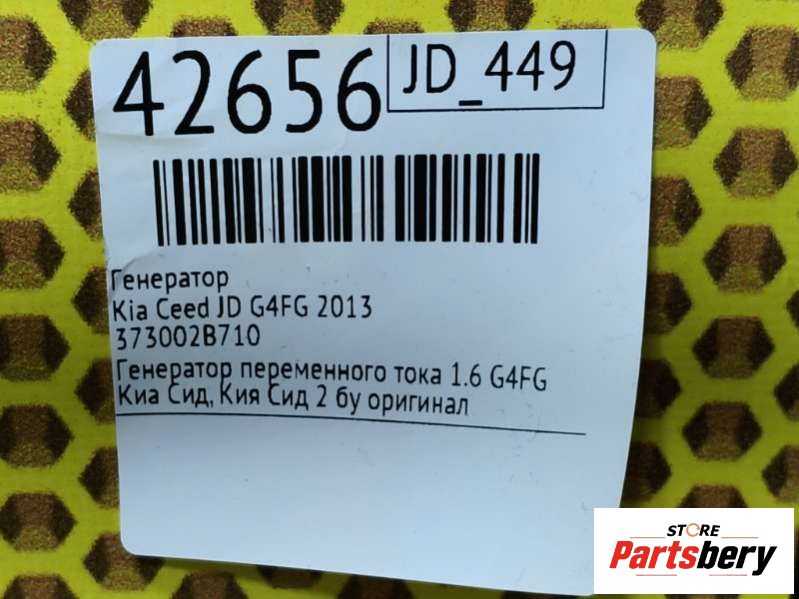 42656
JD_449
Генератор
Kia Ceed JD G4FG 2013
373002B710
Генератор переменного тока 1.6 G4FG
Киа Сид, Кия Сид 2 бу оригинал
STORE
Partsbery